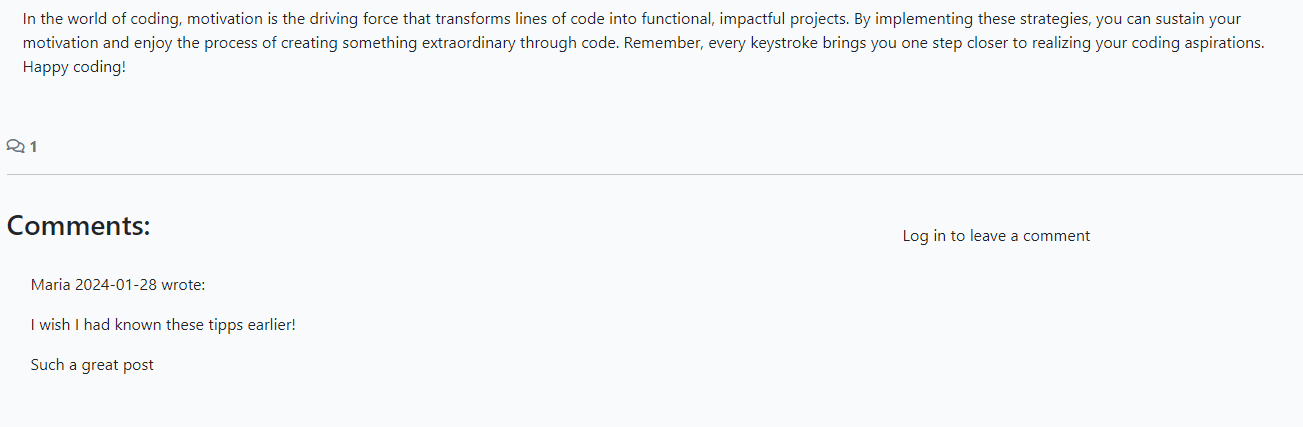 In the world of coding, motivation is the driving force that transforms lines of code into functional, impactful projects. By implementing these strategies, you can sustain your
motivation and enjoy the process of creating something extraordinary through code. Remember, every keystroke brings you one step closer to realizing your coding aspirations.
Happy coding!
1
Comments:
Log in to leave a comment
Maria 2024-01-28 wrote:
I wish I had known these tipps earlier!
Such a great post